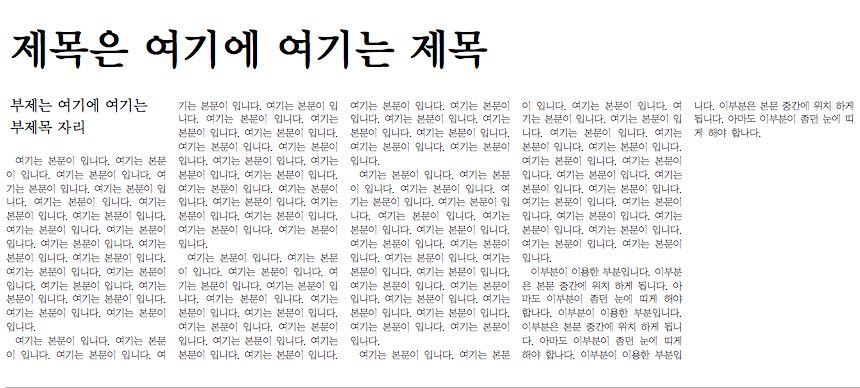 제목은 여기에 여기는 제목
부제는 여기에 여기는
부제목 자리
여기는 본문이 입니다. 여기는 본문
이 입니다. 여기는 본문이 입니다. 여
기는 본문이 입니다. 여기는 본문이 입
니다. 여기는 본문이 입니다. 여기는
본문이 입니다. 여기는 본문이 입니다.
여기는 본문이 입니다. 여기는 본문이
입니다. 여기는 본문이 입니다. 여기는
본문이 입니다. 여기는 본문이 입니다.
여기는 본문이 입니다. 여기는 본문이
입니다. 여기는 본문이 입니다. 여기는
본문이 입니다. 여기는 본문이 입니다.
여기는 본문이 입니다. 여기는 본문이
입니다.
여기는 본문이 입니다. 여기는 본문
이 입니다. 여기는 본문이 입니다. 여
기는 본문이 입니다. 여기는 본문이 입
니다. 여기는 본문이 입니다. 여기는
본문이 입니다. 여기는 본문이 입니다.
여기는 본문이 입니다. 여기는 본문이
입니다. 여기는 본문이 입니다. 여기는
본문이 입니다. 여기는 본문이 입니다.
여기는 본문이 입니다. 여기는 본문이
입니다. 여기는 본문이 입니다. 여기는
본문이 입니다. 여기는 본문이 입니다.
여기는 본문이 입니다. 여기는 본문이
입니다.
여기는 본문이 입니다. 여기는 본문
이 입니다. 여기는 본문이 입니다. 여
기는 본문이 입니다. 여기는 본문이 입
니다. 여기는 본문이 입니다. 여기는
본문이 입니다. 여기는 본문이 입니다.
여기는 본문이 입니다. 여기는 본문이
입니다. 여기는 본문이 입니다. 여기는
본문이 입니다. 여기는 본문이 입니다.
여기는 본문이 입니다. 여기는 본문이
입니다. 여기는 본문이 입니다. 여기는
본문이 입니다. 여기는 본문이 입니다.
여기는 본문이 입니다. 여기는 본문이
입니다.
여기는 본문이 입니다. 여기는 본문
이 입니다. 여기는 본문이 입니다. 여
기는 본문이 입니다. 여기는 본문이 입
니다. 여기는 본문이 입니다. 여기는
본문이 입니다. 여기는 본문이 입니다.
여기는 본문이 입니다. 여기는 본문이
입니다. 여기는 본문이 입니다. 여기는
본문이 입니다. 여기는 본문이 입니다.
여기는 본문이 입니다. 여기는 본문이
입니다. 여기는 본문이 입니다. 여기는
본문이 입니다. 여기는 본문이 입니다.
여기는 본문이 입니다. 여기는 본문이
입니다.
여기는 본문이 입니다. 여기는 본문
이 입니다. 여기는 본문이 입니다. 여
기는 본문이 입니다. 여기는 본문이 입
니다. 여기는 본문이 입니다. 여기는
본문이 입니다. 여기는 본문이 입니다.
여기는 본문이 입니다. 여기는 본문이
입니다. 여기는 본문이 입니다. 여기는
본문이 입니다. 여기는 본문이 입니다.
여기는 본문이 입니다. 여기는 본문이
입니다. 여기는 본문이 입니다. 여기는
본문이 입니다. 여기는 본문이 입니다.
여기는 본문이 입니다. 여기는 본문이
입니다.
이부분이 이용한 부분입니다. 이부분
은 본문 중간에 위치 하게 됩니다. 아
마도 이부분이 좀던 눈에 띠게 해야
합나다. 이부분이 이용한 부분입니다.
이부분은 본문 중간에 위치 하게 됩니
다. 아마도 이부분이 좀던 눈에 띠게
해야 합나다. 이부분이 이용한 부분입
니다. 이부분은 본문 중간에 위치 하게
됩니다. 아마도 이부분이 좀던 눈에 띠
게 해야 합나다.